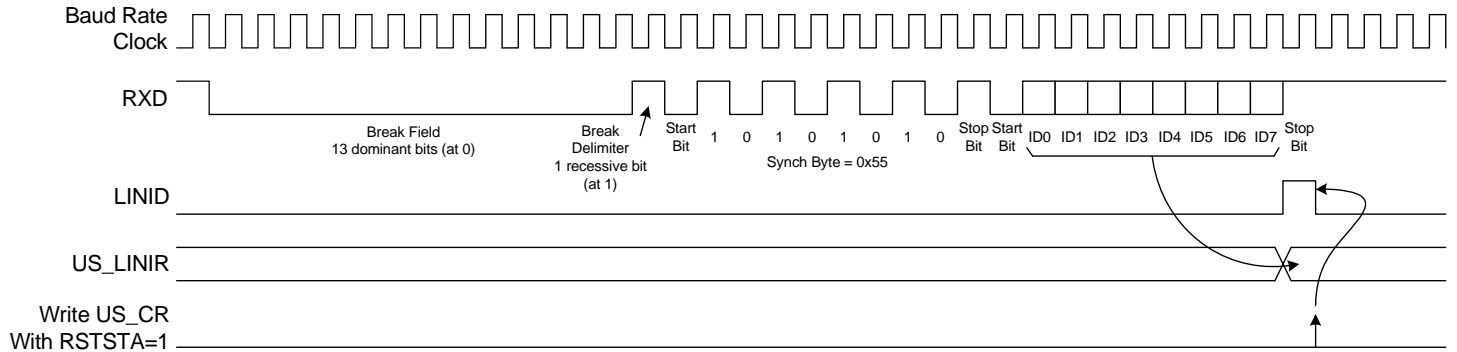 Baud Rate
Clock
RXD
Break Field
13 dominant bits (at 0)
Break
Delimiter
1 recessive bit
(at 1)
Start
Bit
1 0 1 0 1 0 1 0
Stop
Bit
Start
Bit
ID0 ID1 ID2 ID3 ID4 ID5 ID6 ID7
Stop
Bit
Synch Byte = 0x55
LINID
US_LINIR
Write US_CR
With RSTSTA=1